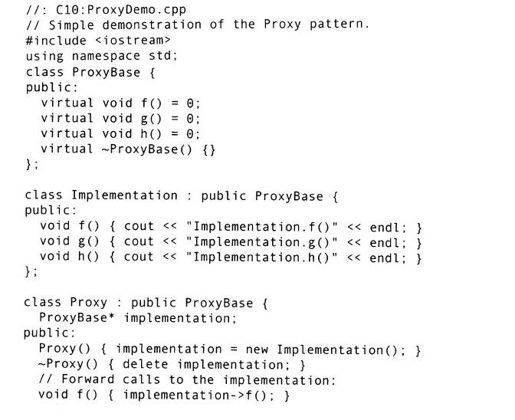 //: C10:ProxyDemo.cpp
// Simple demonstration of the Proxy pattern.
#include <iostream>
using namespace std;
class ProxyBase {
public:
  virtual void f() = 0;
  virtual void g() = 0;
  virtual void h() = 0;
  virtual ~ProxyBase() {}
};

class Implementation : public ProxyBase {
public:
  void f() { cout << "Implementation.f()" << endl; }
  void g() { cout << "Implementation.g()" << endl; }
  void h() { cout << "Implementation.h()" << endl; }
};

class Proxy : public ProxyBase {
  ProxyBase* implementation;
public:
  Proxy() { implementation = new Implementation(); }
  ~Proxy() { delete implementation; }
  // Forward calls to the implementation:
  void f() { implementation->f(); }